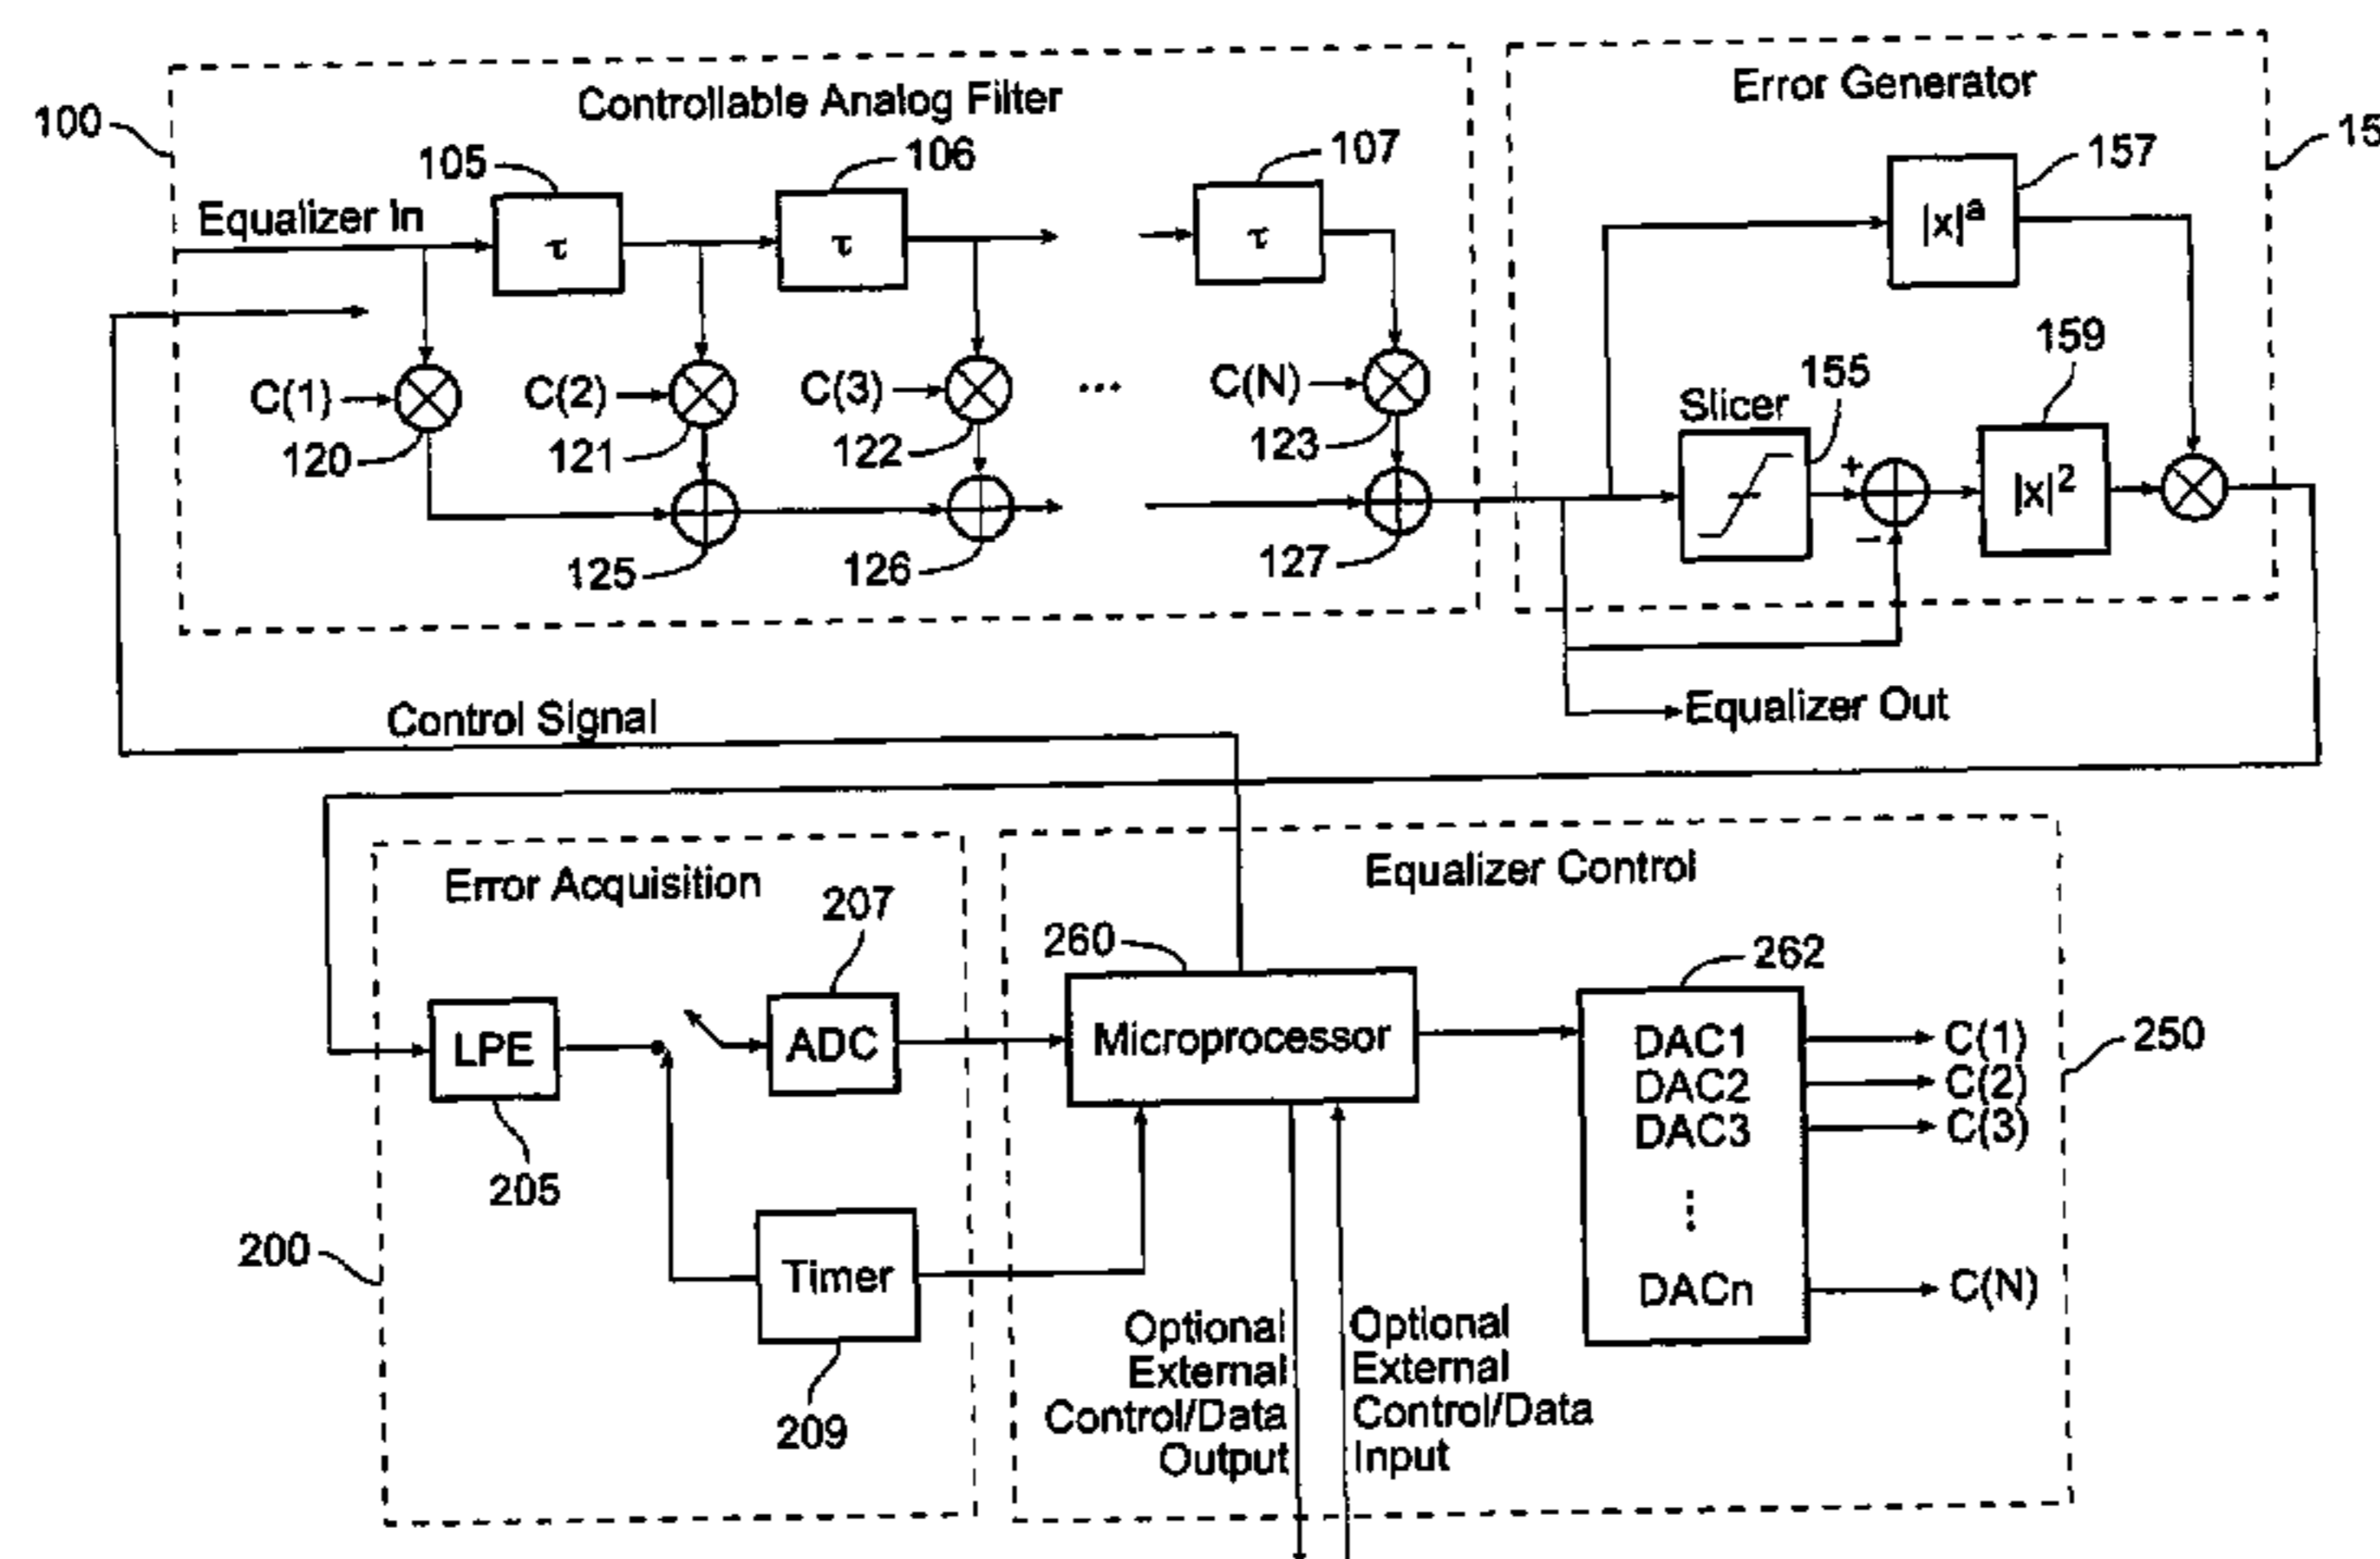 Controllable Analog Filter
Error Generator
100
105
106
107
157
15
Equalizer In
τ
τ
τ
|x|ª
159
C(1)
C(2)
C(3)
...
C(N)
Slicer
155
120
121
122
123
+
|x|²
−
125
126
127
Control Signal
Equalizer Out
Error Acquisition
Equalizer Control
207
260
262
LPE
ADC
Microprocessor
DAC1
C(1)
250
DAC2
C(2)
DAC3
C(3)
205
200
Timer
DACn
C(N)
209
Optional
External
Control/Data
Output
Optional
External
Control/Data
Input